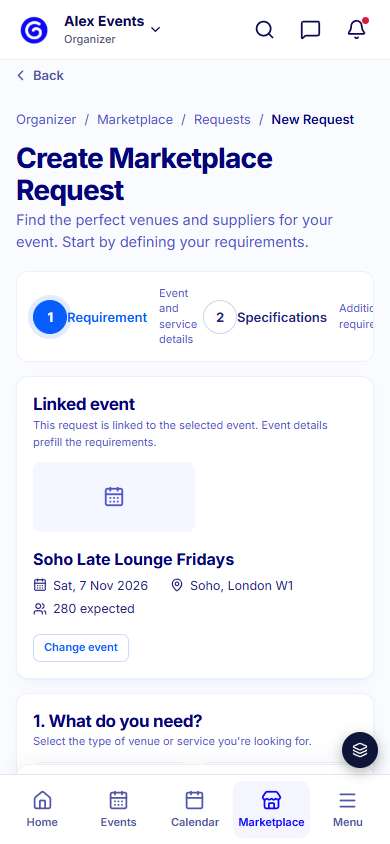 Alex Events
Organizer
Back
Organizer / Marketplace / Requests / New Request
Create Marketplace
Request
Find the perfect venues and suppliers for your
event. Start by defining your requirements.
1 Requirement
Event
and
service
details
2 Specifications
Linked event
This request is linked to the selected event. Event details
prefill the requirements.
Soho Late Lounge Fridays
Sat, 7 Nov 2026 Soho, London W1
280 expected
Change event
1. What do you need?
Select the type of venue or service you're looking for.
Home Events Calendar Marketplace Menu